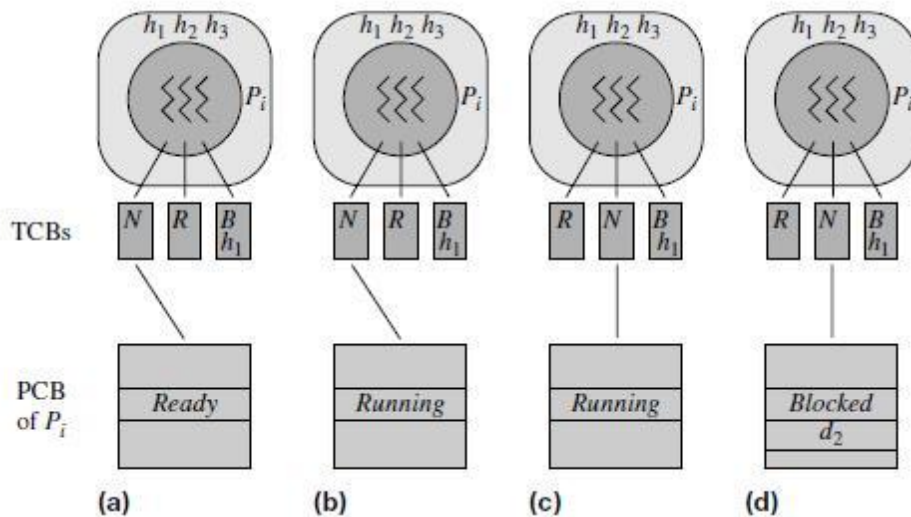 h1 h2 h3 h1 h2 h3 h1 h2 h3 h1 h2 h3
Pi Pi Pi Pi
TCBs N R B h1 N R B h1 R N B h1 R N B h1
PCB of Pi Ready Running Running Blocked
d2
(a) (b) (c) (d)